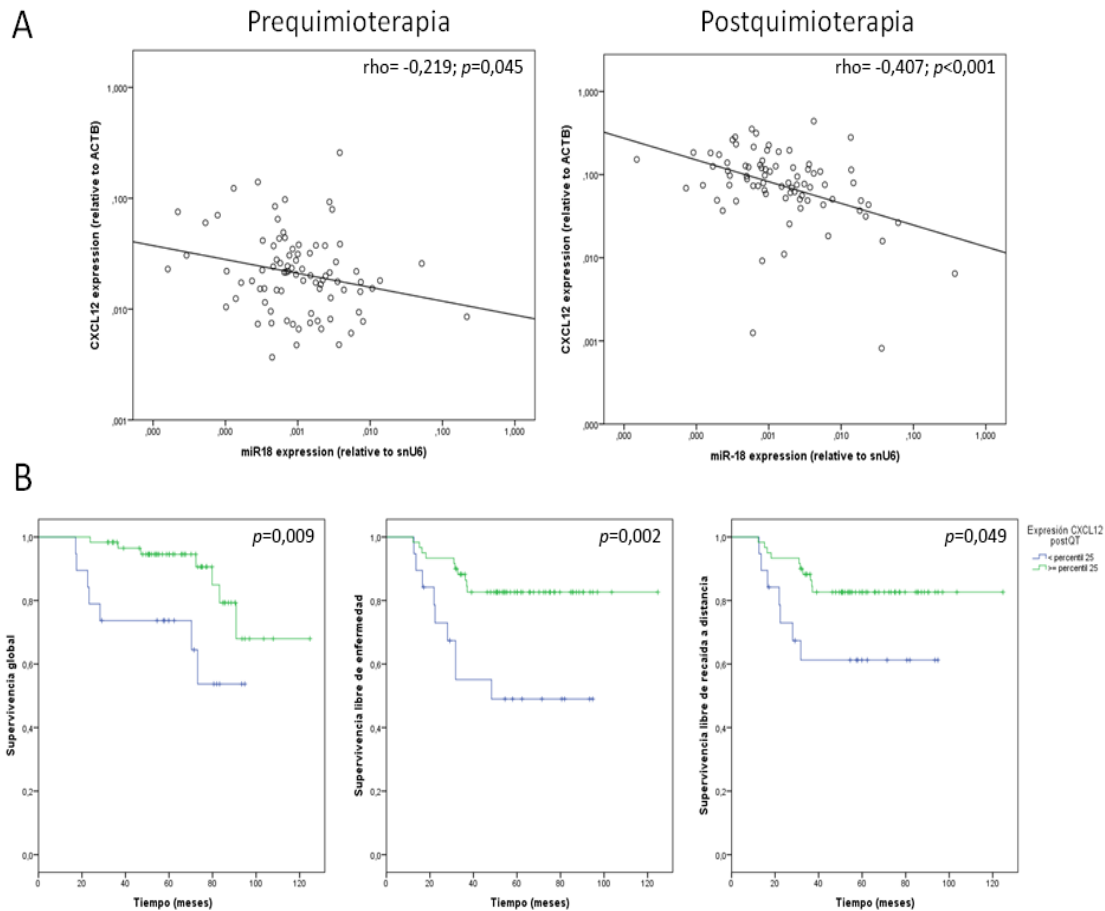 A
Prequimioterapia
Postquimioterapia
rho= -0,219; p=0,045
CXCL12 expression (relative to ACTB)
1,000
,100
,010
,001
,000
,000
,001
,010
,100
1,000
miR18 expression (relative to snU6)
rho= -0,407; p<0,001
CXCL12 expression (relative to ACTB)
1,000
,100
,010
,001
,000
,000
,000
,001
,010
,100
1,000
miR-18 expression (relative to snU6)
B
p=0,009
Supervivencia global
1,0
0,8
0,6
0,4
0,2
0,0
0
20
40
60
80
100
120
Tiempo (meses)
p=0,002
Supervivencia libre de enfermedad
1,0
0,8
0,6
0,4
0,2
0,0
0
20
40
60
80
100
120
Tiempo (meses)
p=0,049
Supervivencia libre de recaida a distancia
1,0
0,8
0,6
0,4
0,2
0,0
0
20
40
60
80
100
120
Tiempo (meses)
Expresión CXCL12
postQT
< percentil 25
>= percentil 25